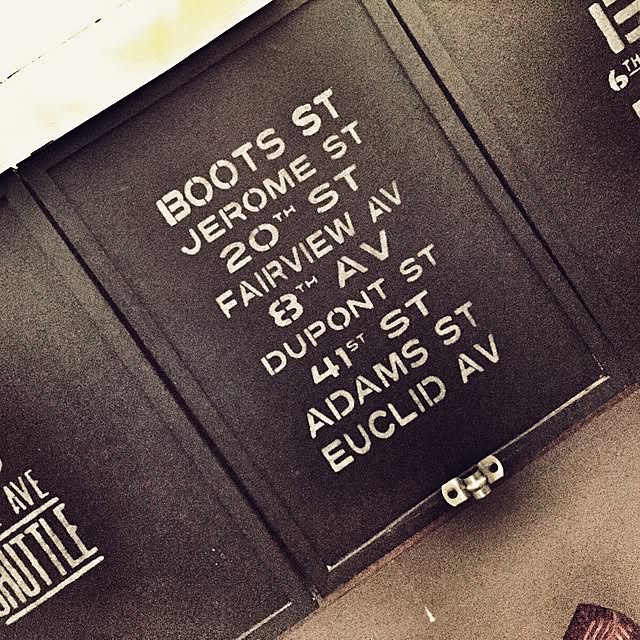 BOOTS ST
JEROME ST
20TH ST
FAIRVIEW AV
8TH AV
DUPONT ST
41ST ST
ADAMS ST
EUCLID AV
6TH
AVE